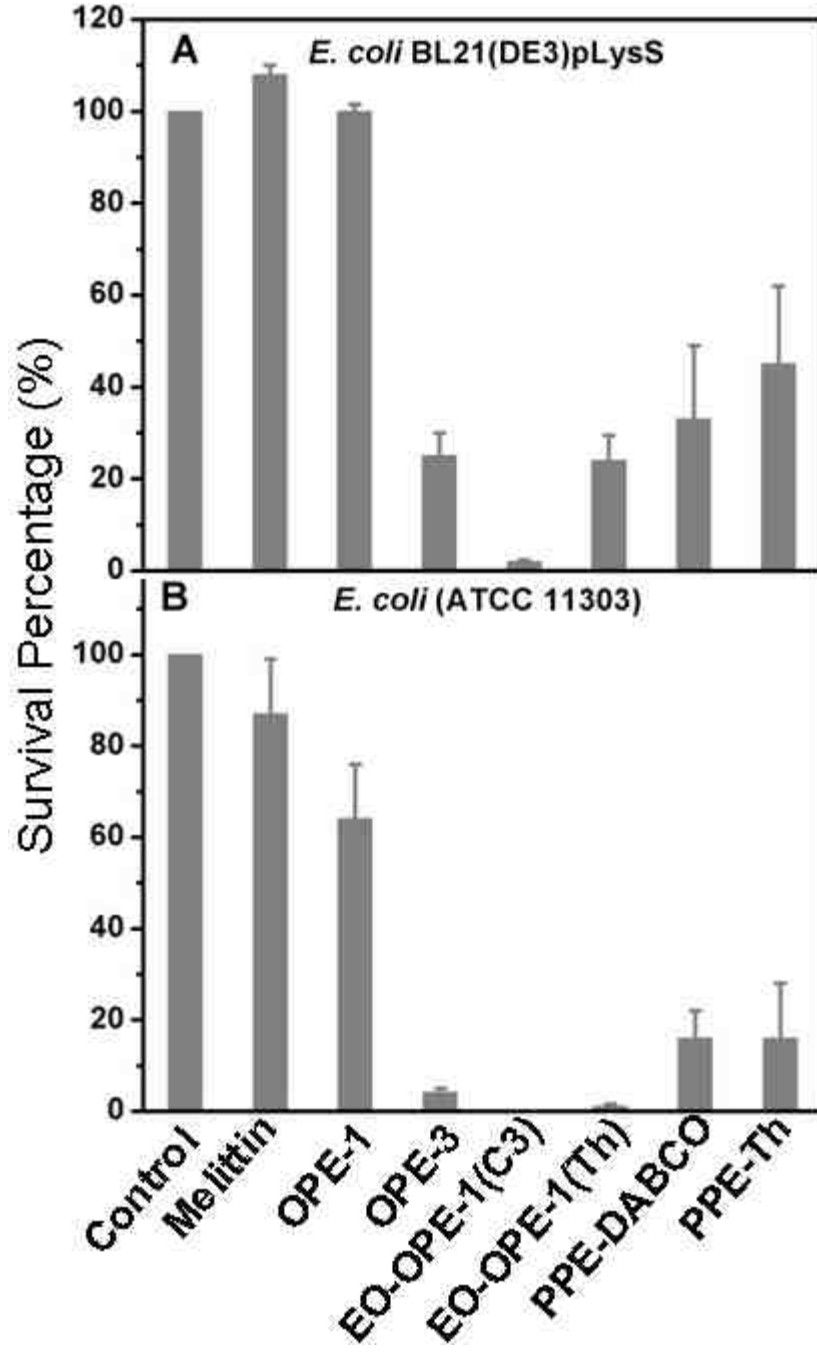 120
A
E. coli BL21(DE3)pLysS
100
80
60
40
20
0
B
E. coli (ATCC 11303)
100
80
60
40
20
0
Survival Percentage (%)
Control
Melittin
OPE-1
OPE-3
EO-OPE-1(C3)
EO-OPE-1(Th)
PPE-DABCO
PPE-Th